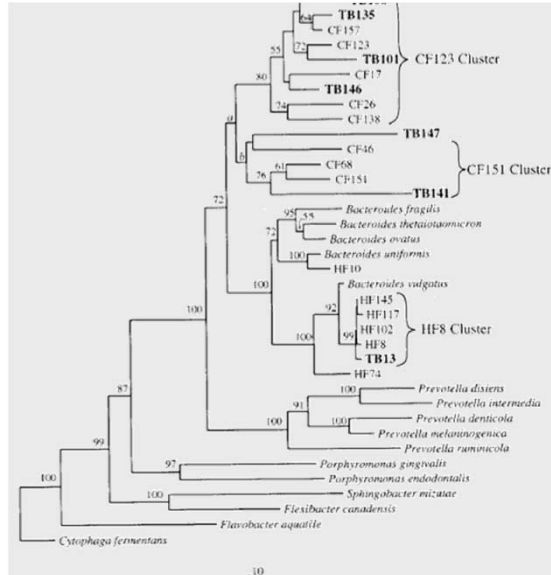 TB135
64
CF157
CF123
72
TB101
CF123 Cluster
55
CF17
80
TB146
CF26
74
CF138
a
TB147
b
CF46
CF68
61
CF151
CF151 Cluster
76
TB141
72
Bacteroides fragilis
95
55
Bacteroides thetaiotaomicron
Bacteroides ovatus
72
Bacteroides uniformis
100
HF10
100
Bacteroides vulgatus
HF145
92
HF117
HF102
99
HF8
HF8 Cluster
TB13
100
HF74
100
Prevotella disiens
100
Prevotella intermedia
91
Prevotella denticola
100
Prevotella melaninogenica
100
Prevotella ruminicola
87
Porphyromonas gingivalis
97
Porphyromonas endodontalis
99
Sphingobacter mizutae
100
Flexibacter canadensis
100
Flavobacter aquatile
Cytophaga fermentans
10